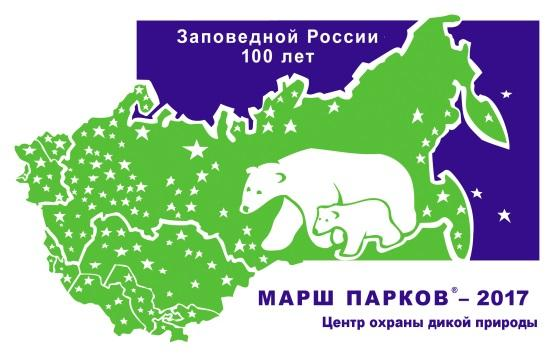 Заповедной России
100 лет
МАРШ ПАРКОВ® – 2017
Центр охраны дикой природы